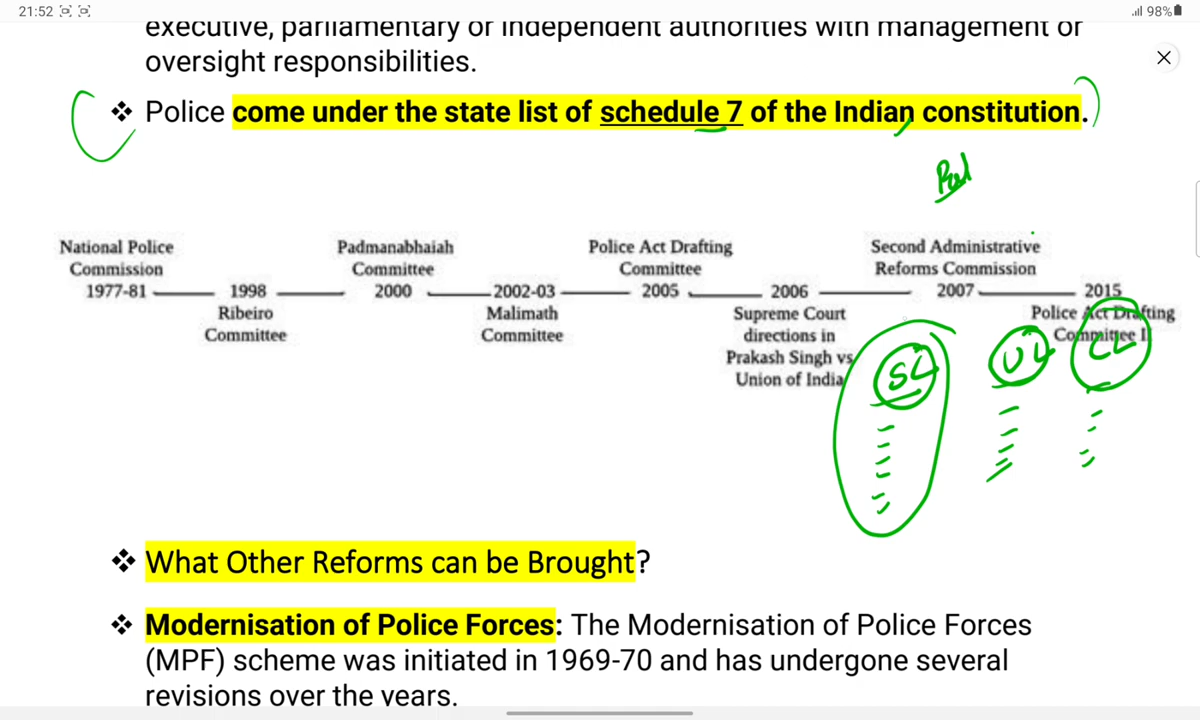 21:52
98%
executive, parliamentary or independent authorities with management or
oversight responsibilities.
❖ Police come under the state list of schedule 7 of the Indian constitution.
Pol
National Police
Commission
1977-81
1998
Ribeiro
Committee
Padmanabhaiah
Committee
2000
2002-03
Malimath
Committee
Police Act Drafting
Committee
2005
2006
Supreme Court
directions in
Prakash Singh vs
Union of India
Second Administrative
Reforms Commission
2007
2015
Police Act Drafting
Committee II
SL
UL
CL
❖ What Other Reforms can be Brought?
❖ Modernisation of Police Forces: The Modernisation of Police Forces
(MPF) scheme was initiated in 1969-70 and has undergone several
revisions over the years.